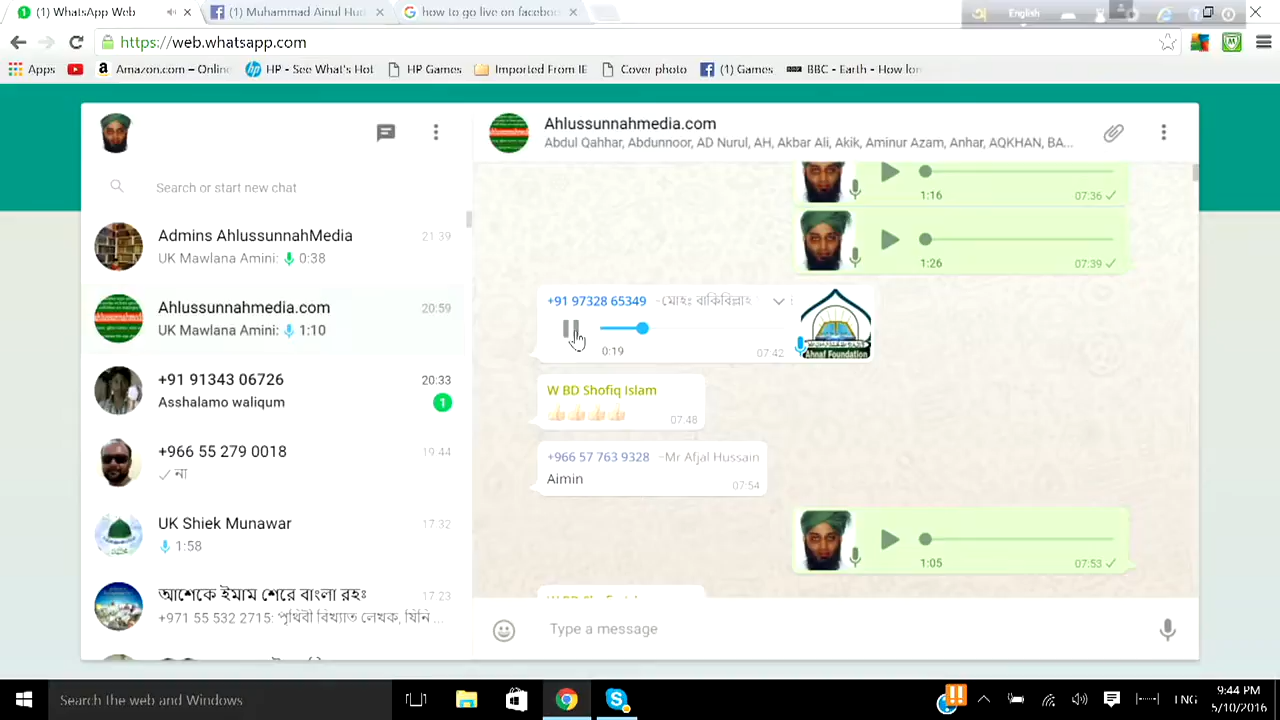 (1) WhatsApp Web
(1) Muhammad Ainul Hud
how to go live on faceboo
English
https://web.whatsapp.com
Apps
Amazon.com – Online
HP - See What's Hot
HP Games
Imported From IE
Cover photo
(1) Games
BBC - Earth - How lon
Search or start new chat
Admins AhlussunnahMedia
21:39
UK Mawlana Amini: 0:38
Ahlussunnahmedia.com
20:59
UK Mawlana Amini: 1:10
+91 91343 06726
20:33
Asshalamo waliqum
1
+966 55 279 0018
19:44
না
UK Shiek Munawar
17:32
1:58
আশেকে ইমাম শেরে বাংলা রহঃ
17:23
+971 55 532 2715: পৃথিবী বিখ্যাত লেখক, যিনি ...
Ahlussunnahmedia.com
Abdul Qahhar, Abdunnoor, AD Nurul, AH, Akbar Ali, Akik, Aminur Azam, Anhar, AQKHAN, BA...
1:16
07:36
1:26
07:39
+91 97328 65349 ~মোহঃ বাকিবিল্লাহ
0:19
07:42
Ahnaf Foundation
W BD Shofiq islam
07:48
+966 57 763 9328 ~Mr Afjal Hussain
Aimin
07:54
1:05
07:53
Type a message
Search the web and Windows
ENG
9:44 PM
5/10/2016